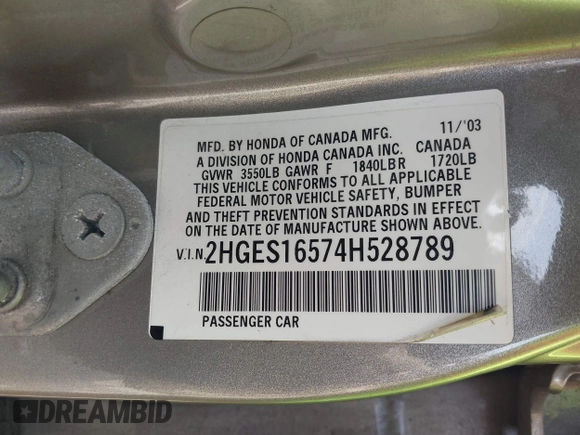 MFD. BY HONDA OF CANADA MFG. 11/'03
A DIVISION OF HONDA CANADA INC. CANADA
GVWR 3550LB GAWR F 1840LB R 1720LB
THIS VEHICLE CONFORMS TO ALL APPLICABLE
FEDERAL MOTOR VEHICLE SAFETY, BUMPER
AND THEFT PREVENTION STANDARDS IN EFFECT
ON THE DATE OF MANUFACTURE SHOWN ABOVE.
V.I.N. 2HGES16574H528789
PASSENGER CAR
DREAMBID